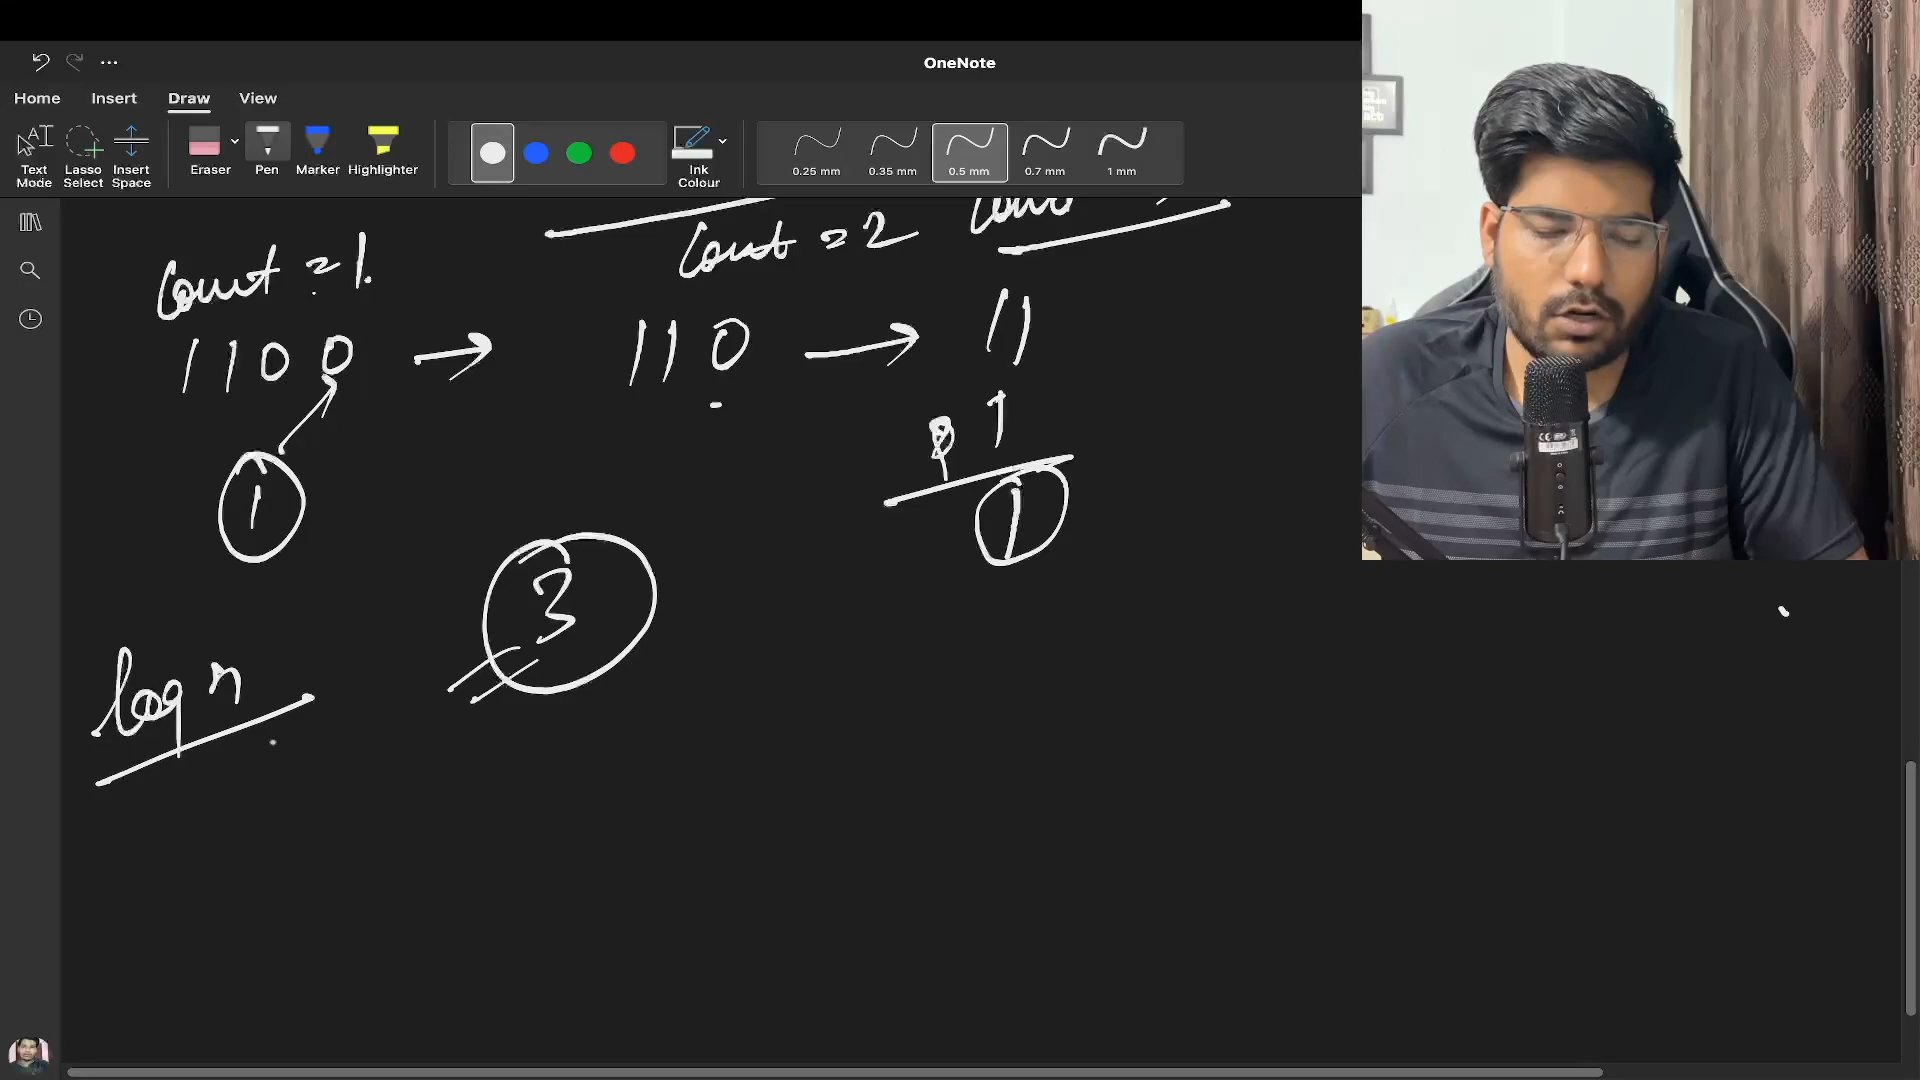 OneNote
Home Insert Draw View
Text Mode
Lasso Select
Insert Space
Eraser
Pen
Marker
Highlighter
Ink Colour
0.25 mm
0.35 mm
0.5 mm
0.7 mm
1 mm
Count = 1.
Count = 2
1100 → 110 → 11
1
1
1
3
log n